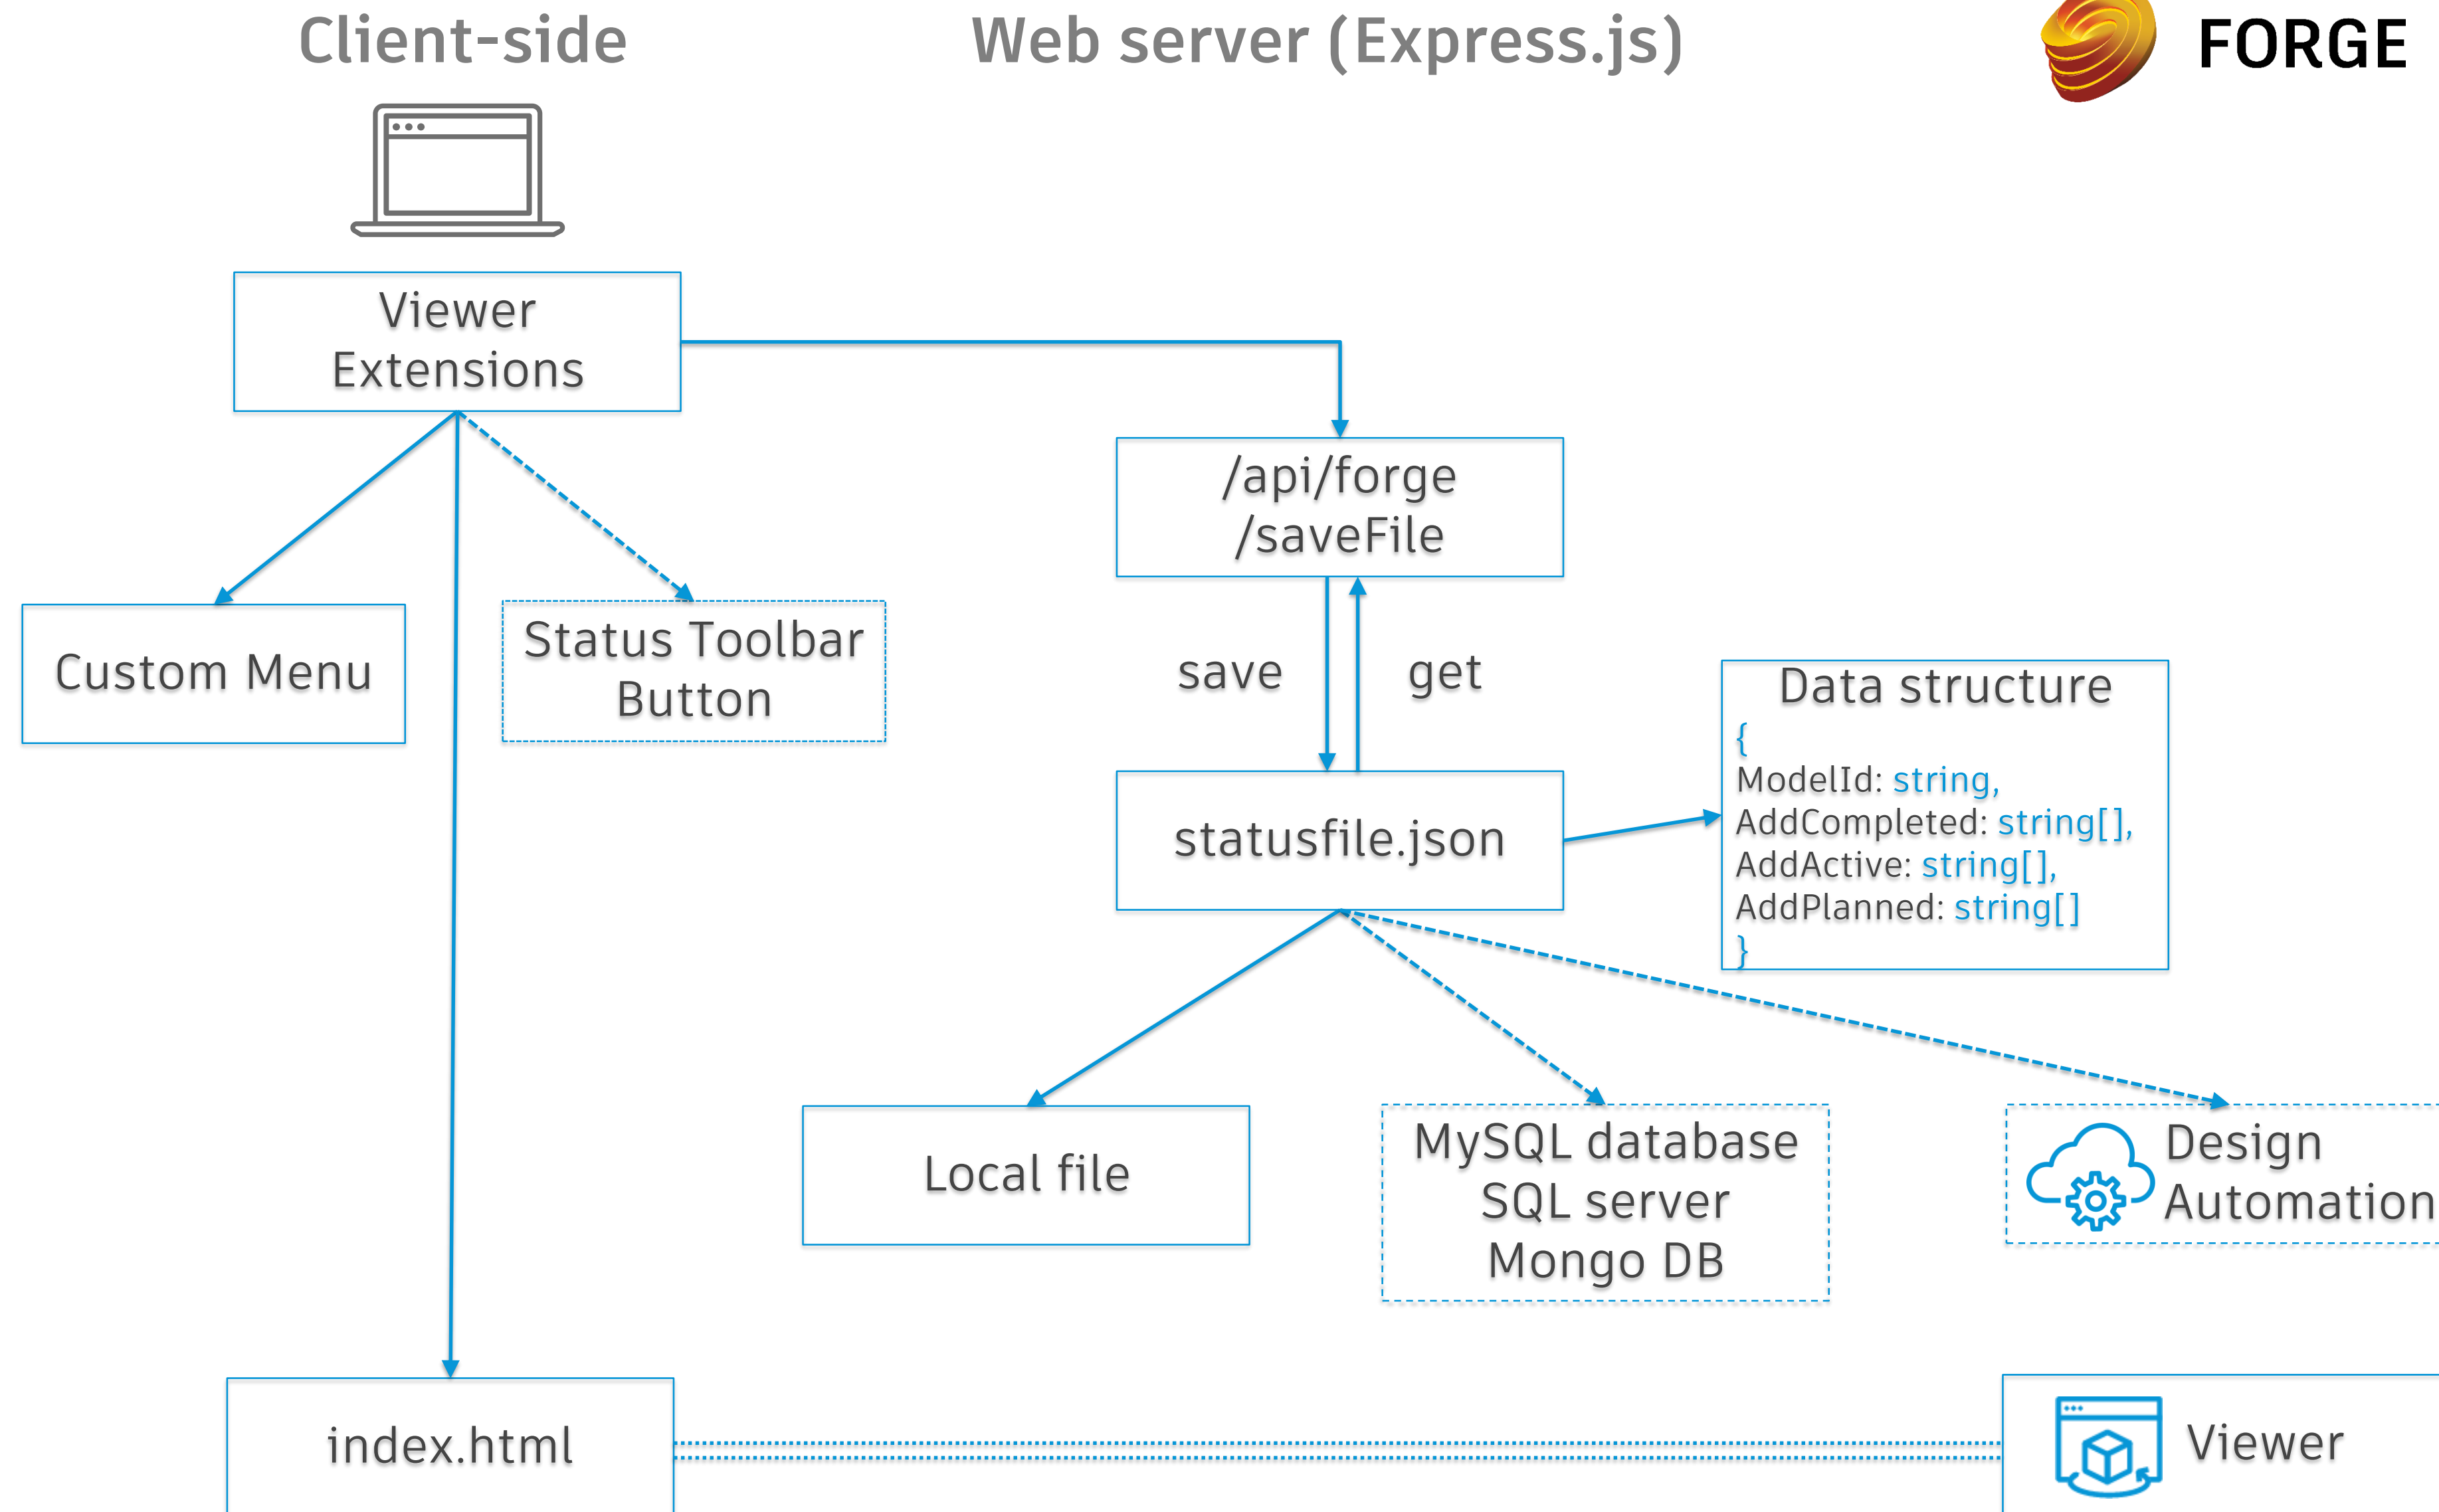 Client-side
Web server (Express.js)
FORGE
Viewer
Extensions
/api/forge
/saveFile
Custom Menu
Status Toolbar
Button
save
get
Data structure
{
ModelId: string,
AddCompleted: string[],
AddActive: string[],
AddPlanned: string[]
}
statusfile.json
Local file
MySQL database
SQL server
Mongo DB
Design
Automation
index.html
Viewer